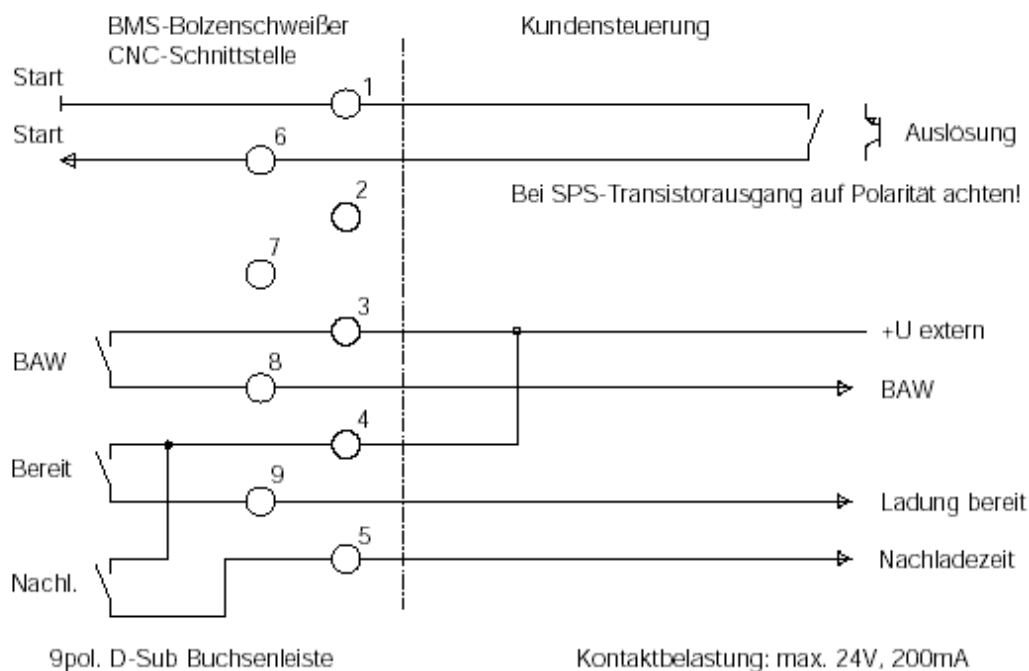 BMS-Bolzenschweißer
CNC-Schnittstelle
Kundensteuerung
Start
1
Start
6
Auslösung
2
Bei SPS-Transistorausgang auf Polarität achten!
7
3
+U extern
BAW
8
BAW
4
Bereit
9
Ladung bereit
5
Nachladezeit
Nachl.
9pol. D-Sub Buchsenleiste
Kontaktbelastung: max. 24V, 200mA